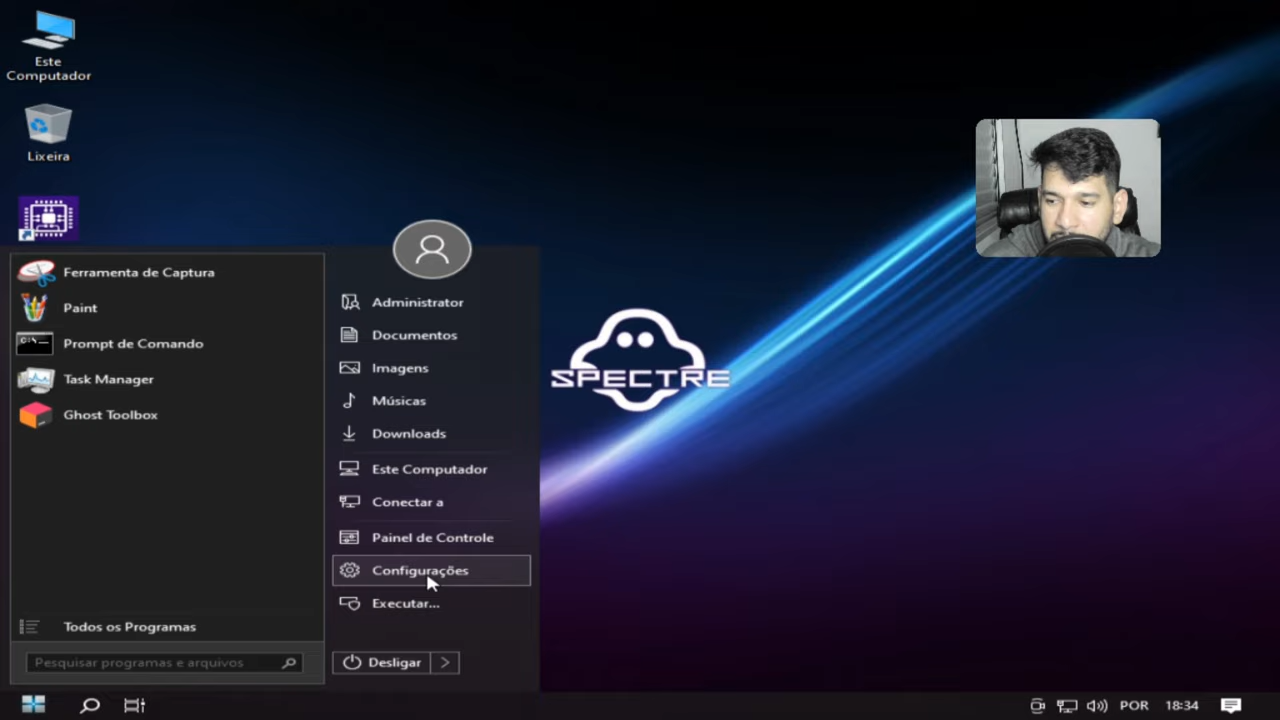 Este
Computador
Lixeira
Ferramenta de Captura
Paint
Prompt de Comando
Task Manager
Ghost Toolbox
Todos os Programas
Pesquisar programas e arquivos
Administrator
Documentos
Imagens
Músicas
Downloads
Este Computador
Conectar a
Painel de Controle
Configurações
Executar...
Desligar
SPECTRE
POR
18:34